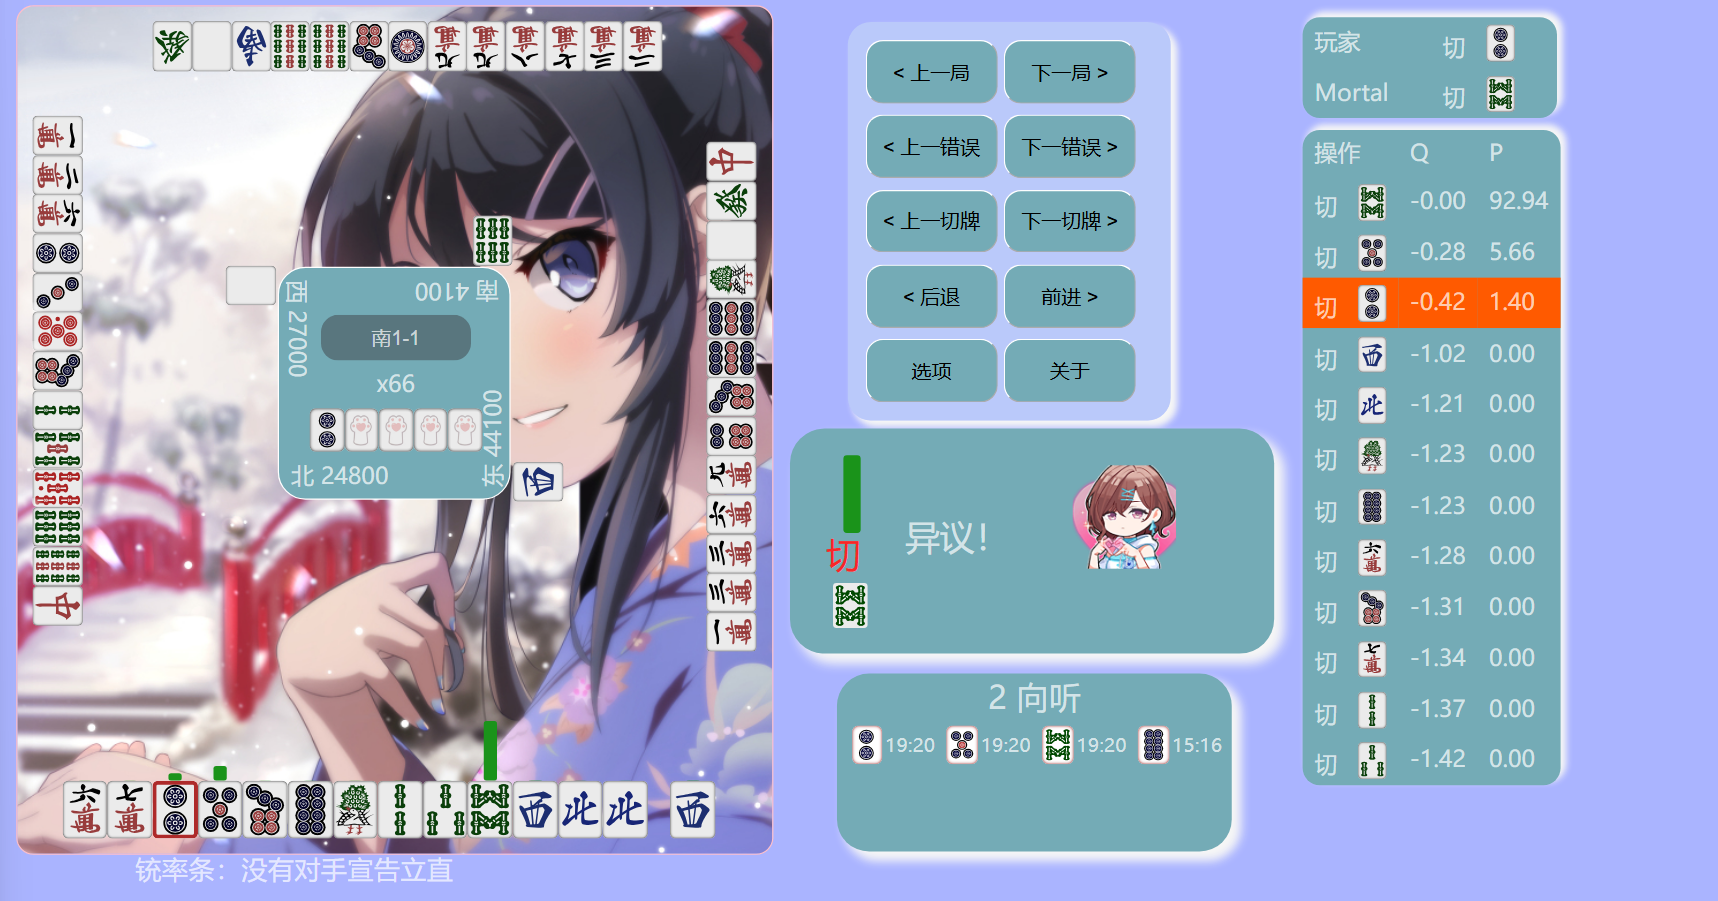 西 27000
南 4100
南1-1
x66
东 44100
北 24800
铳率条：没有对手宣告立直
< 上一局
下一局 >
< 上一错误
下一错误 >
< 上一切牌
下一切牌 >
< 后退
前进 >
选项
关于
切
异议！
2 向听
19:20
19:20
19:20
15:16
玩家 切
Mortal 切
操作 Q P
切 -0.00 92.94
切 -0.28 5.66
切 -0.42 1.40
切 -1.02 0.00
切 -1.21 0.00
切 -1.23 0.00
切 -1.23 0.00
切 -1.28 0.00
切 -1.31 0.00
切 -1.34 0.00
切 -1.37 0.00
切 -1.42 0.00